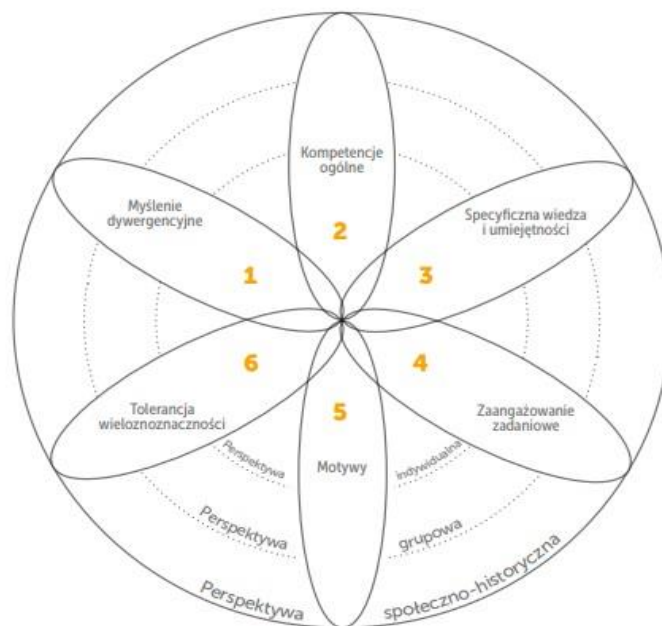 Kompetencje
ogólne
2
Myślenie
dywergencyjne
1
Specyficzna wiedza
i umiejętności
3
6
Tolerancja
wieloznoznaczności
4
Zaangażowanie
zadaniowe
5
Motywy
Perspektywa indywidualna
Perspektywa grupowa
Perspektywa społeczno-historyczna